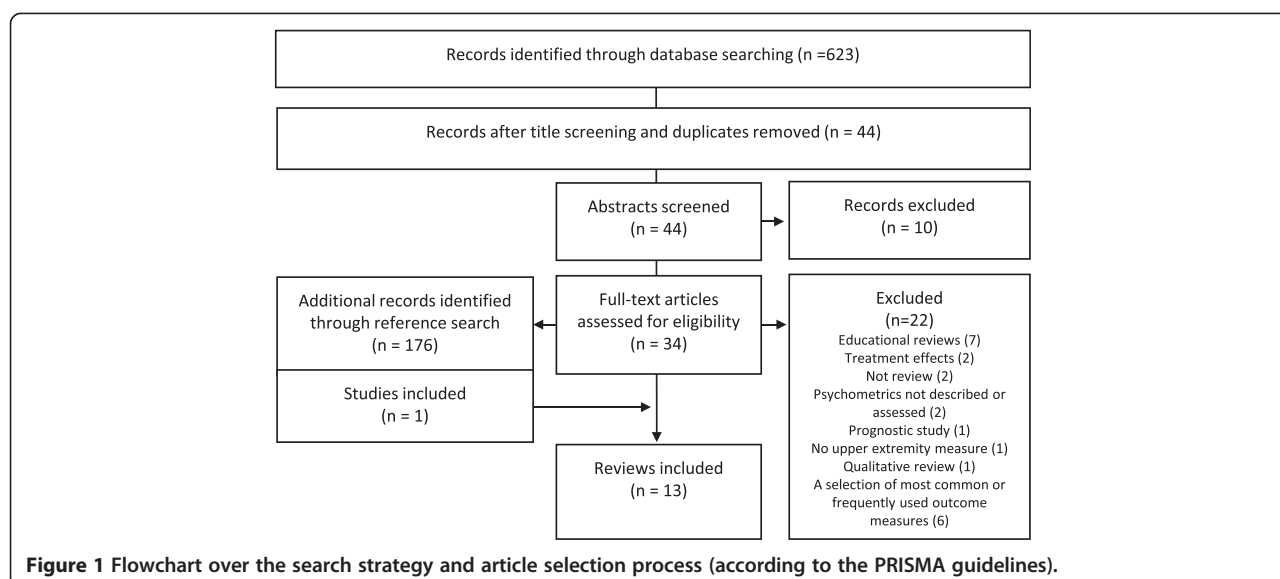 Records identified through database searching (n =623)
Records after title screening and duplicates removed (n = 44)
Abstracts screened
(n = 44)
Records excluded
(n = 10)
Additional records identified
through reference search
(n = 176)
Studies included
(n = 1)
Full-text articles
assessed for eligibility
(n = 34)
Excluded
(n=22)
Educational reviews (7)
Treatment effects (2)
Not review (2)
Psychometrics not described or
assessed (2)
Prognostic study (1)
No upper extremity measure (1)
Qualitative review (1)
A selection of most common or
frequently used outcome
measures (6)
Reviews included
(n = 13)
Figure 1 Flowchart over the search strategy and article selection process (according to the PRISMA guidelines).